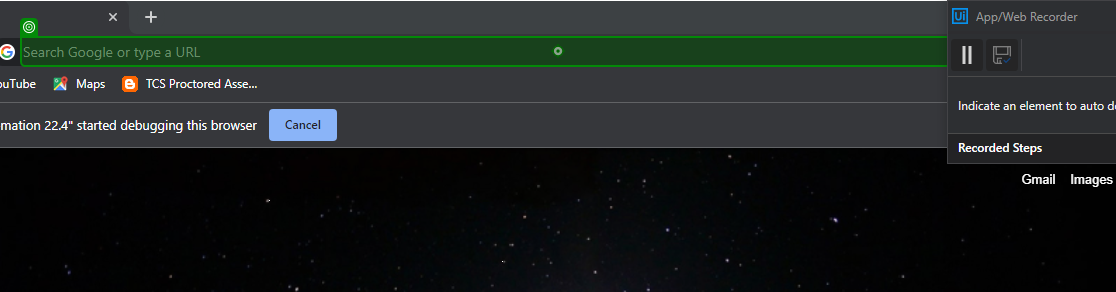 Ui App/Web Recorder
Search Google or type a URL
ouTube Maps TCS Proctored Asse...
Indicate an element to auto d
mation 22.4" started debugging this browser Cancel
Recorded Steps
Gmail Images